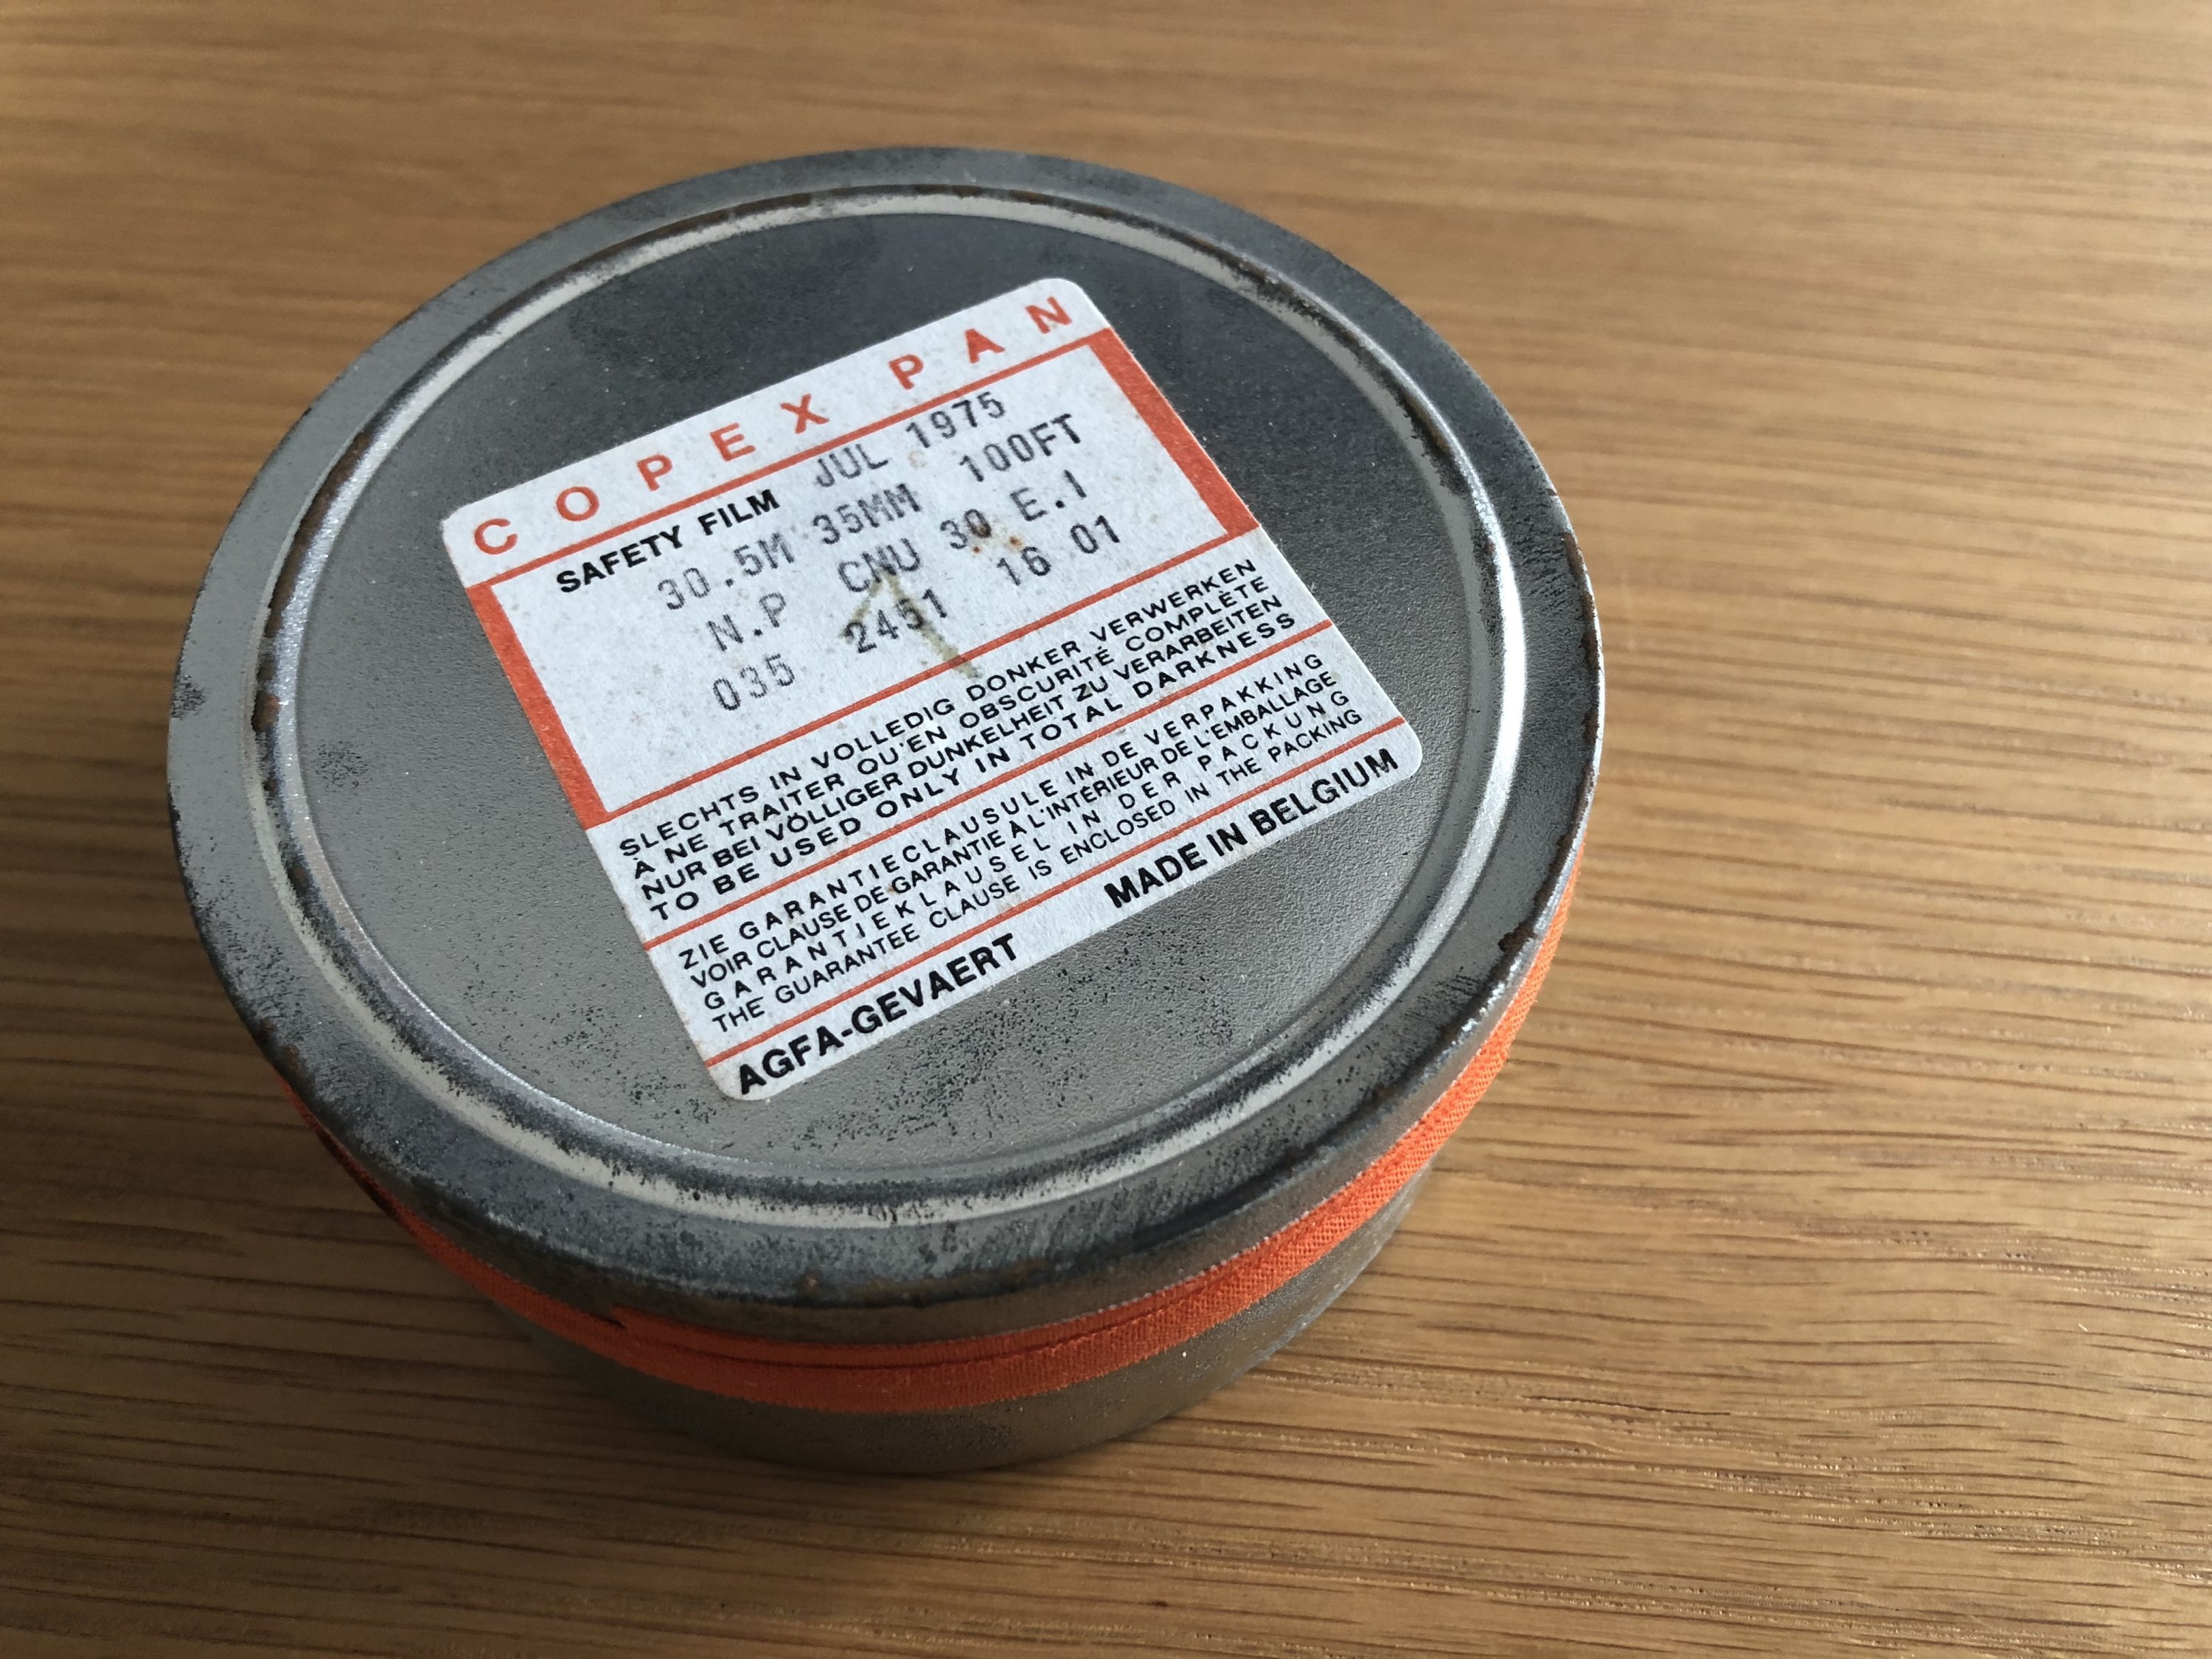 COPEX PAN
SAFETY FILM JUL 1975
30.5M 35MM 100FT
N.P CNU 30 E.I
035 2451 16 01
SLECHTS IN VOLLEDIG DONKER VERWERKEN
À NE TRAITER QU'EN OBSCURITÉ COMPLÈTE
NUR BEI VÖLLIGER DUNKELHEIT ZU VERARBEITEN
TO BE USED ONLY IN TOTAL DARKNESS
ZIE GARANTIECLAUSULE IN DE VERPAKKING
VOIR CLAUSE DE GARANTIE À L'INTÉRIEUR DE L'EMBALLAGE
GARANTIEKLAUSEL IN DER PACKUNG
THE GUARANTEE CLAUSE IS ENCLOSED IN THE PACKING
AGFA-GEVAERT MADE IN BELGIUM